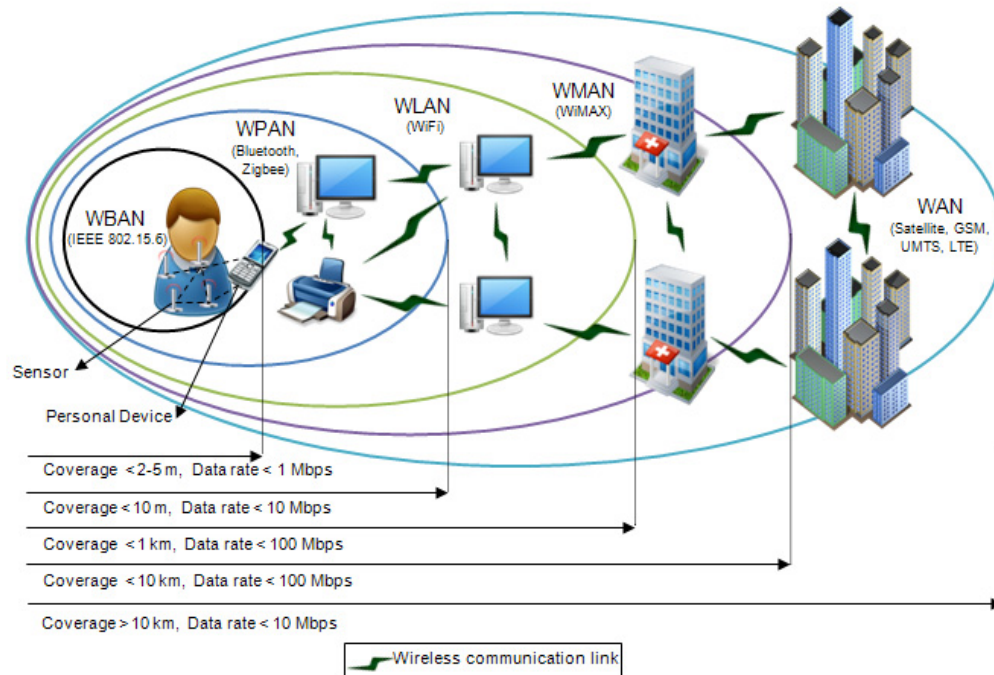 WBAN
(IEEE 802.15.6)
WPAN
(Bluetooth,
Zigbee)
WLAN
(WiFi)
WMAN
(WiMAX)
WAN
(Satellite, GSM,
UMTS, LTE)
Sensor
Personal Device
Coverage <2-5 m, Data rate < 1 Mbps
Coverage < 10 m, Data rate < 10 Mbps
Coverage <1 km, Data rate < 100 Mbps
Coverage <10 km, Data rate < 100 Mbps
Coverage > 10 km, Data rate < 10 Mbps
Wireless communication link